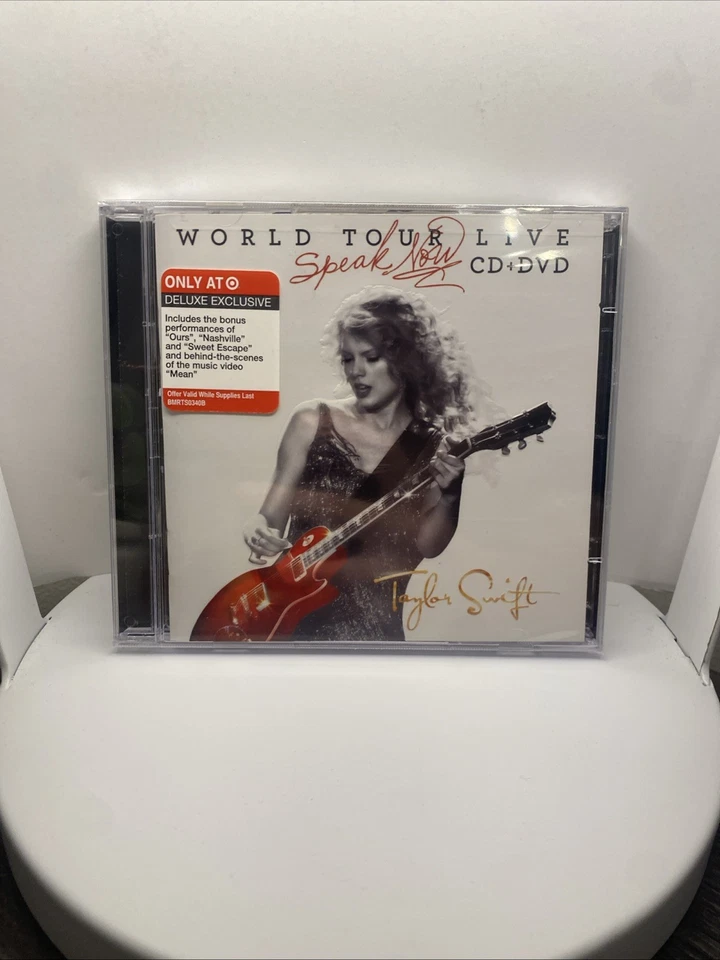 WORLD TOUR LIVE
Speak Now CD+DVD
ONLY AT
DELUXE EXCLUSIVE
Includes the bonus
performances of
“Ours”, “Nashville”
and “Sweet Escape”
and behind-the-scenes
of the music video
“Mean”
Offer Valid While Supplies Last
BMRTS0340B
Taylor Swift